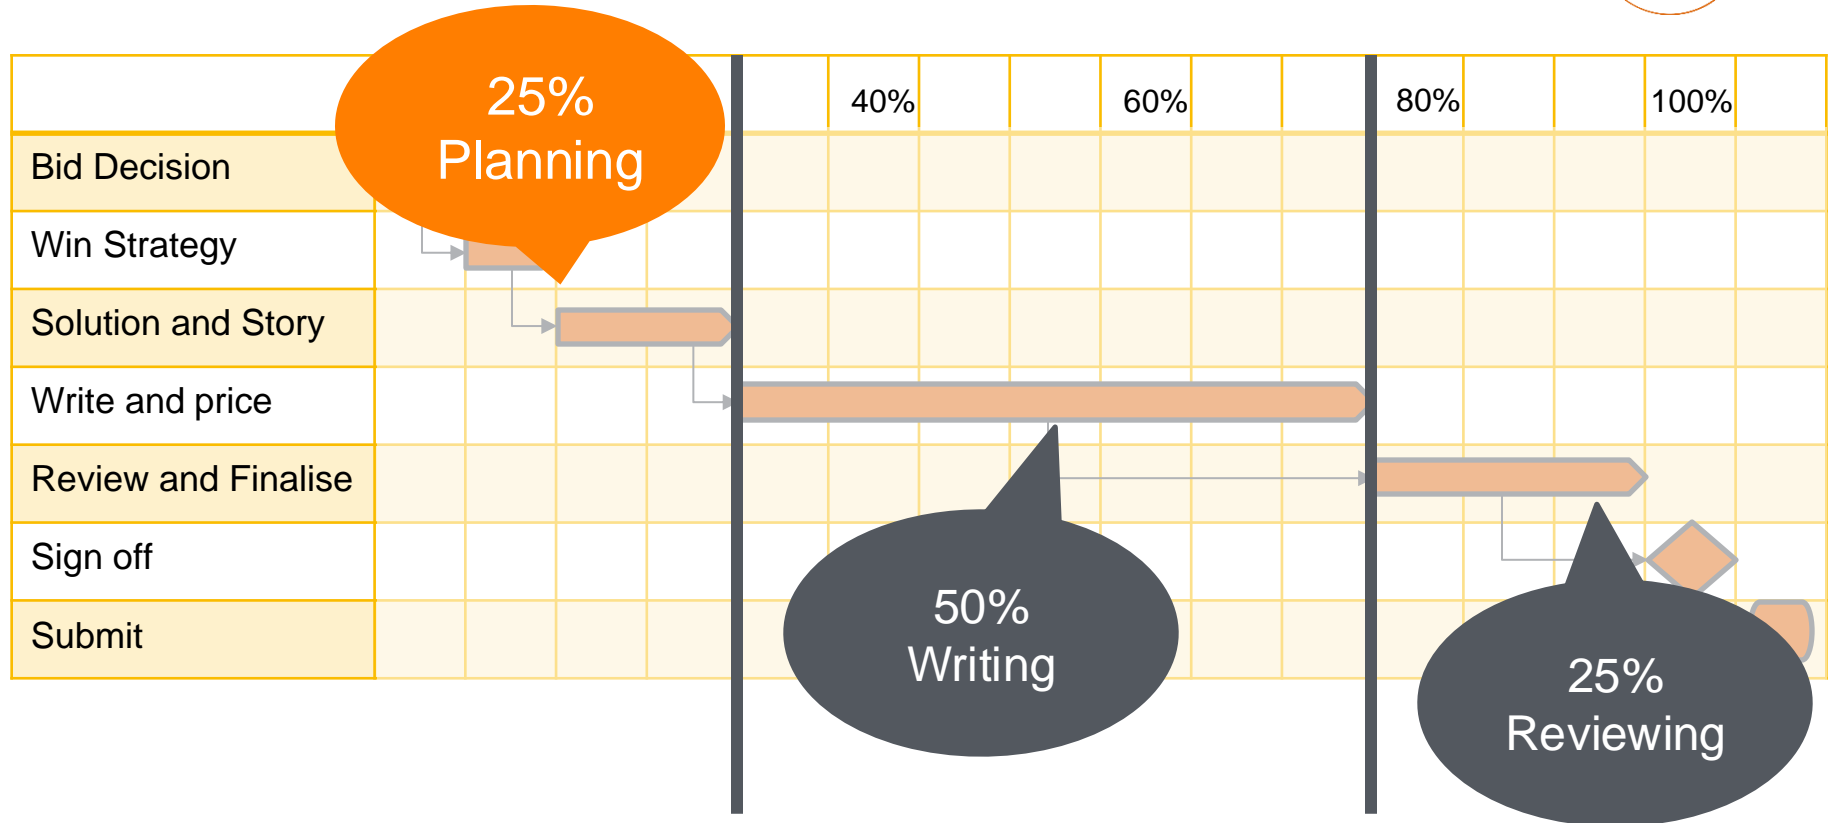 25%
Planning
40% 60% 80% 100%
Bid Decision
Win Strategy
Solution and Story
Write and price
Review and Finalise
Sign off
Submit
50%
Writing
25%
Reviewing